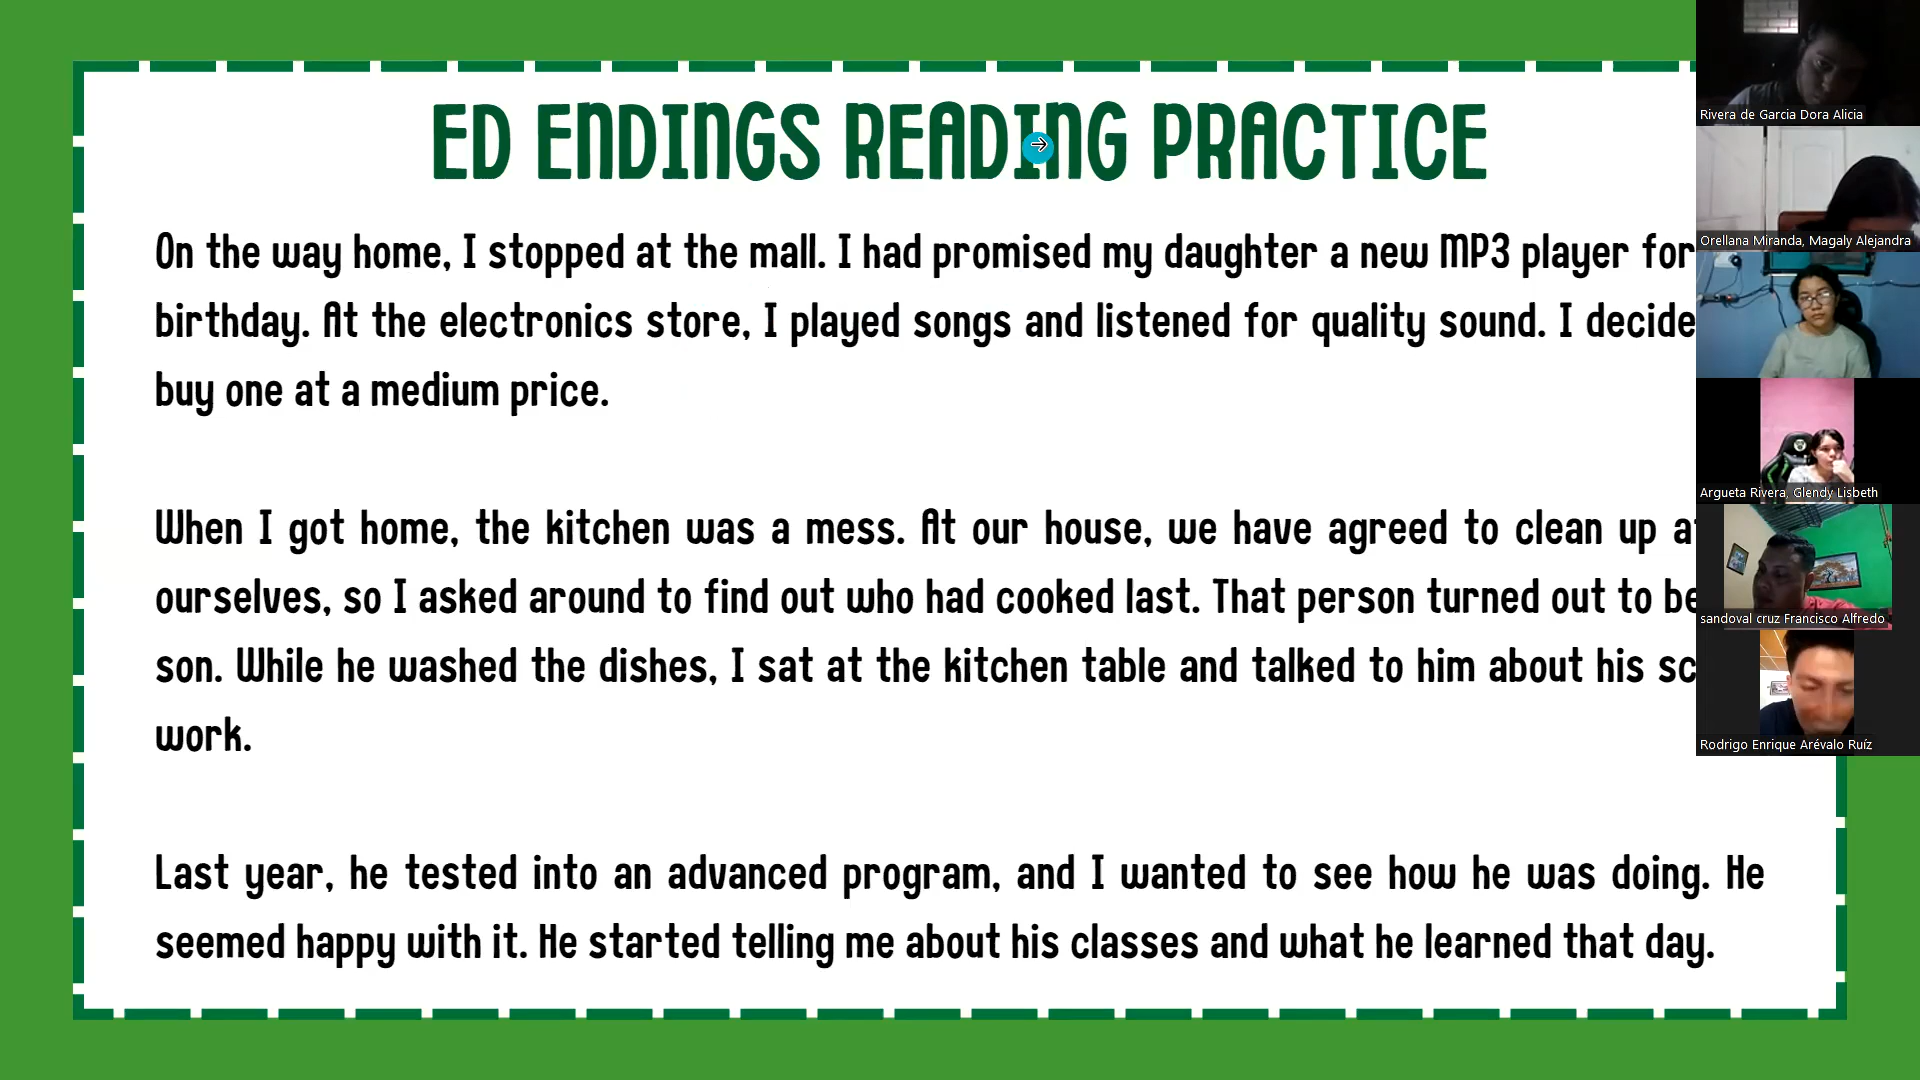 ED ENDINGS READING PRACTICE
On the way home, I stopped at the mall. I had promised my daughter a new MP3 player for
birthday. At the electronics store, I played songs and listened for quality sound. I
buy one at a medium price.
When I got home, the kitchen was a mess. At our house, we have agreed to clean up
ourselves, so I asked around to find out who had cooked last. That person turned out to be
son. While he washed the dishes, I sat at the kitchen table and talked to him about his
work.
Last year, he tested into an advanced program, and I wanted to see how he was doing. He
seemed happy with it. He started telling me about his classes and what he learned that day.
Rivera de Garcia Dora Alicia
Orellana Miranda, Magaly Alejandra
Argueta Rivera, Glendy Lisbeth
sandoval cruz Francisco Alfredo
Rodrigo Enrique Arévalo Ruíz